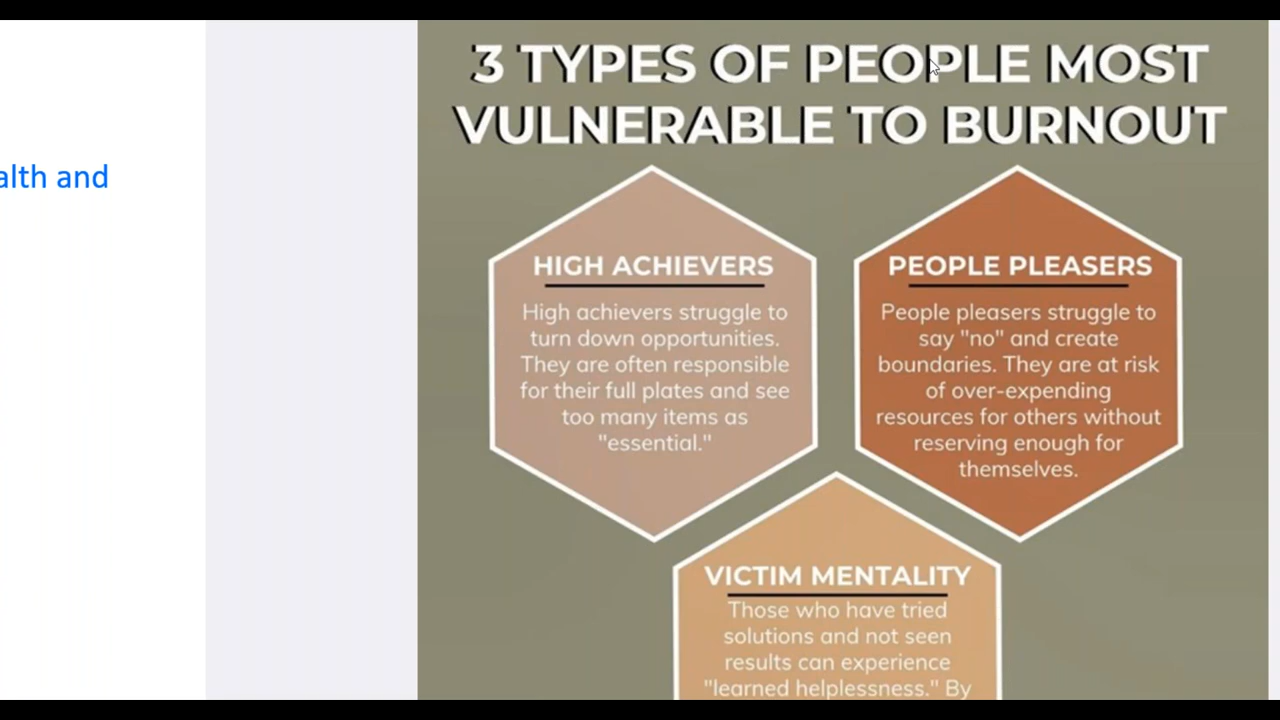 alth and
3 TYPES OF PEOPLE MOST
VULNERABLE TO BURNOUT
HIGH ACHIEVERS
High achievers struggle to
turn down opportunities.
They are often responsible
for their full plates and see
too many items as
"essential."
PEOPLE PLEASERS
People pleasers struggle to
say "no" and create
boundaries. They are at risk
of over-expending
resources for others without
reserving enough for
themselves.
VICTIM MENTALITY
Those who have tried
solutions and not seen
results can experience
"learned helplessness." By